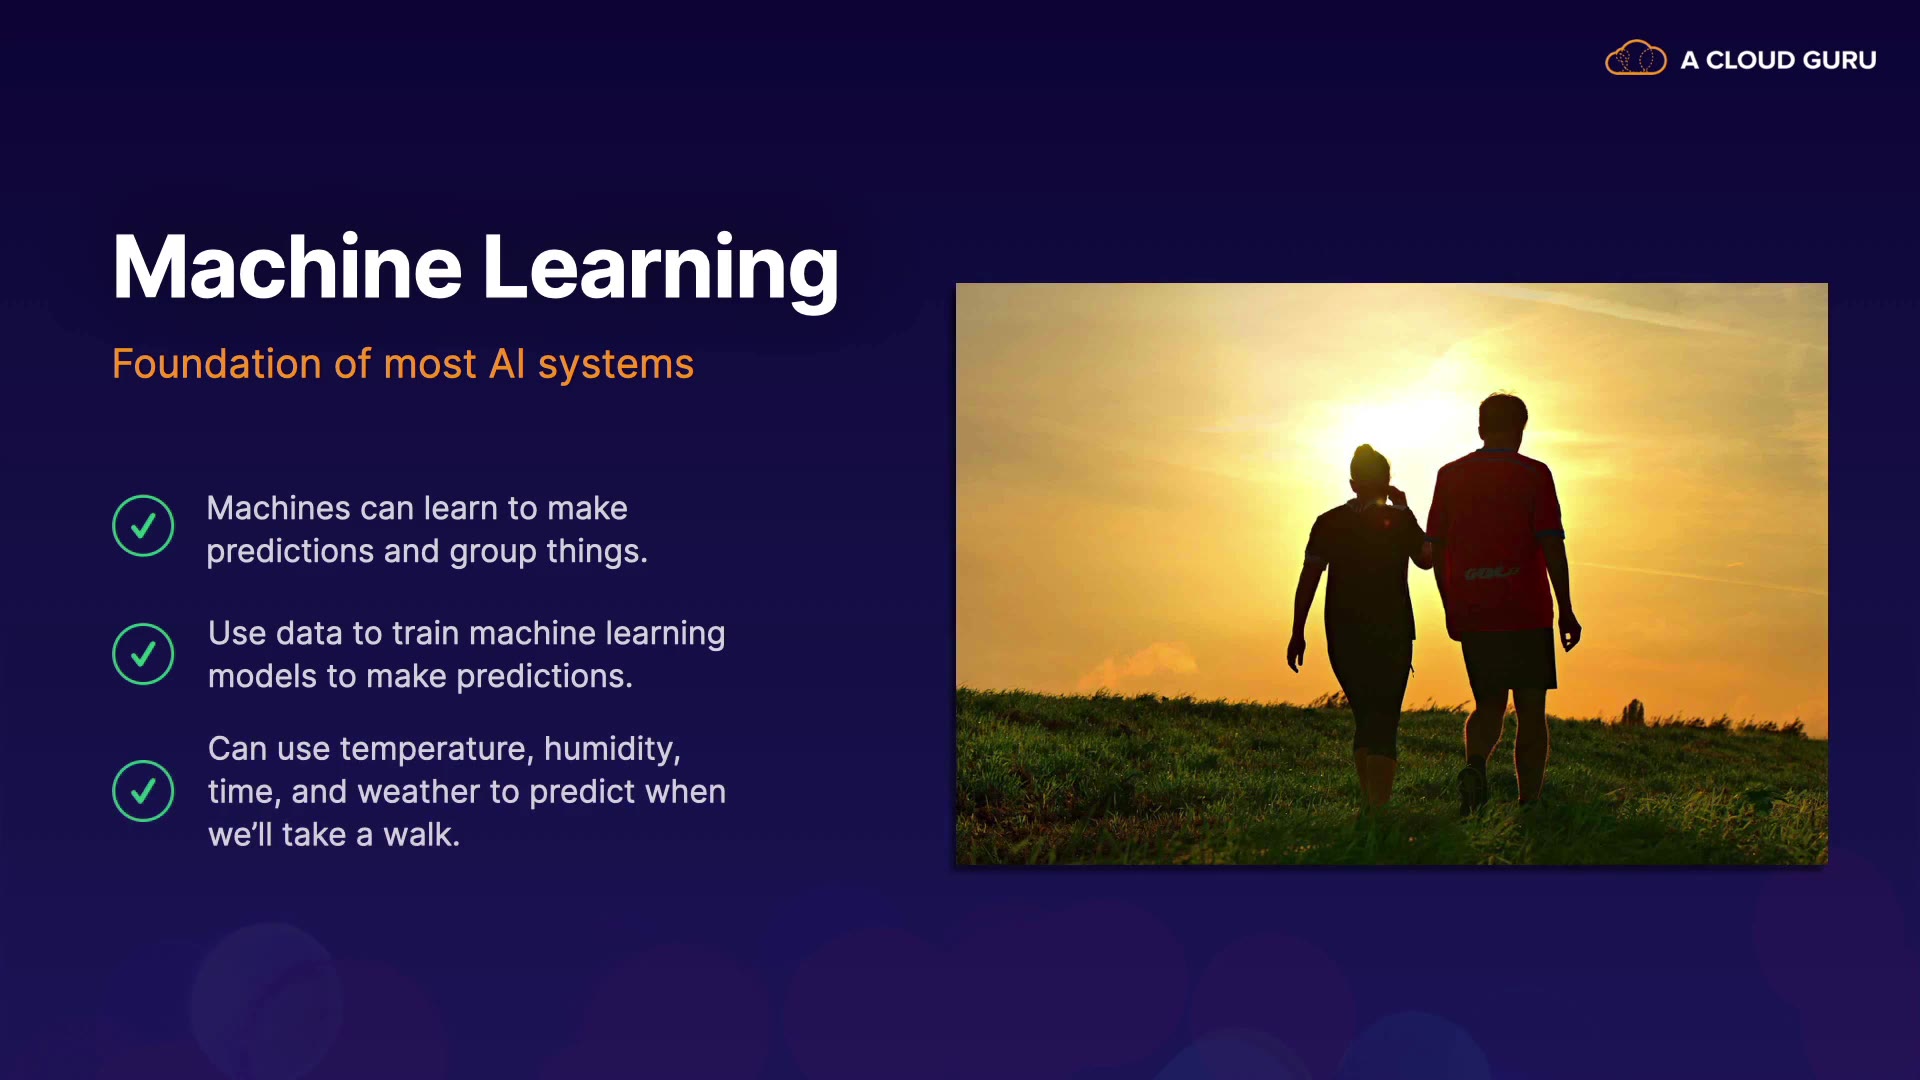 A CLOUD GURU
Machine Learning
Foundation of most AI systems
Machines can learn to make
predictions and group things.
Use data to train machine learning
models to make predictions.
Can use temperature, humidity,
time, and weather to predict when
we’ll take a walk.